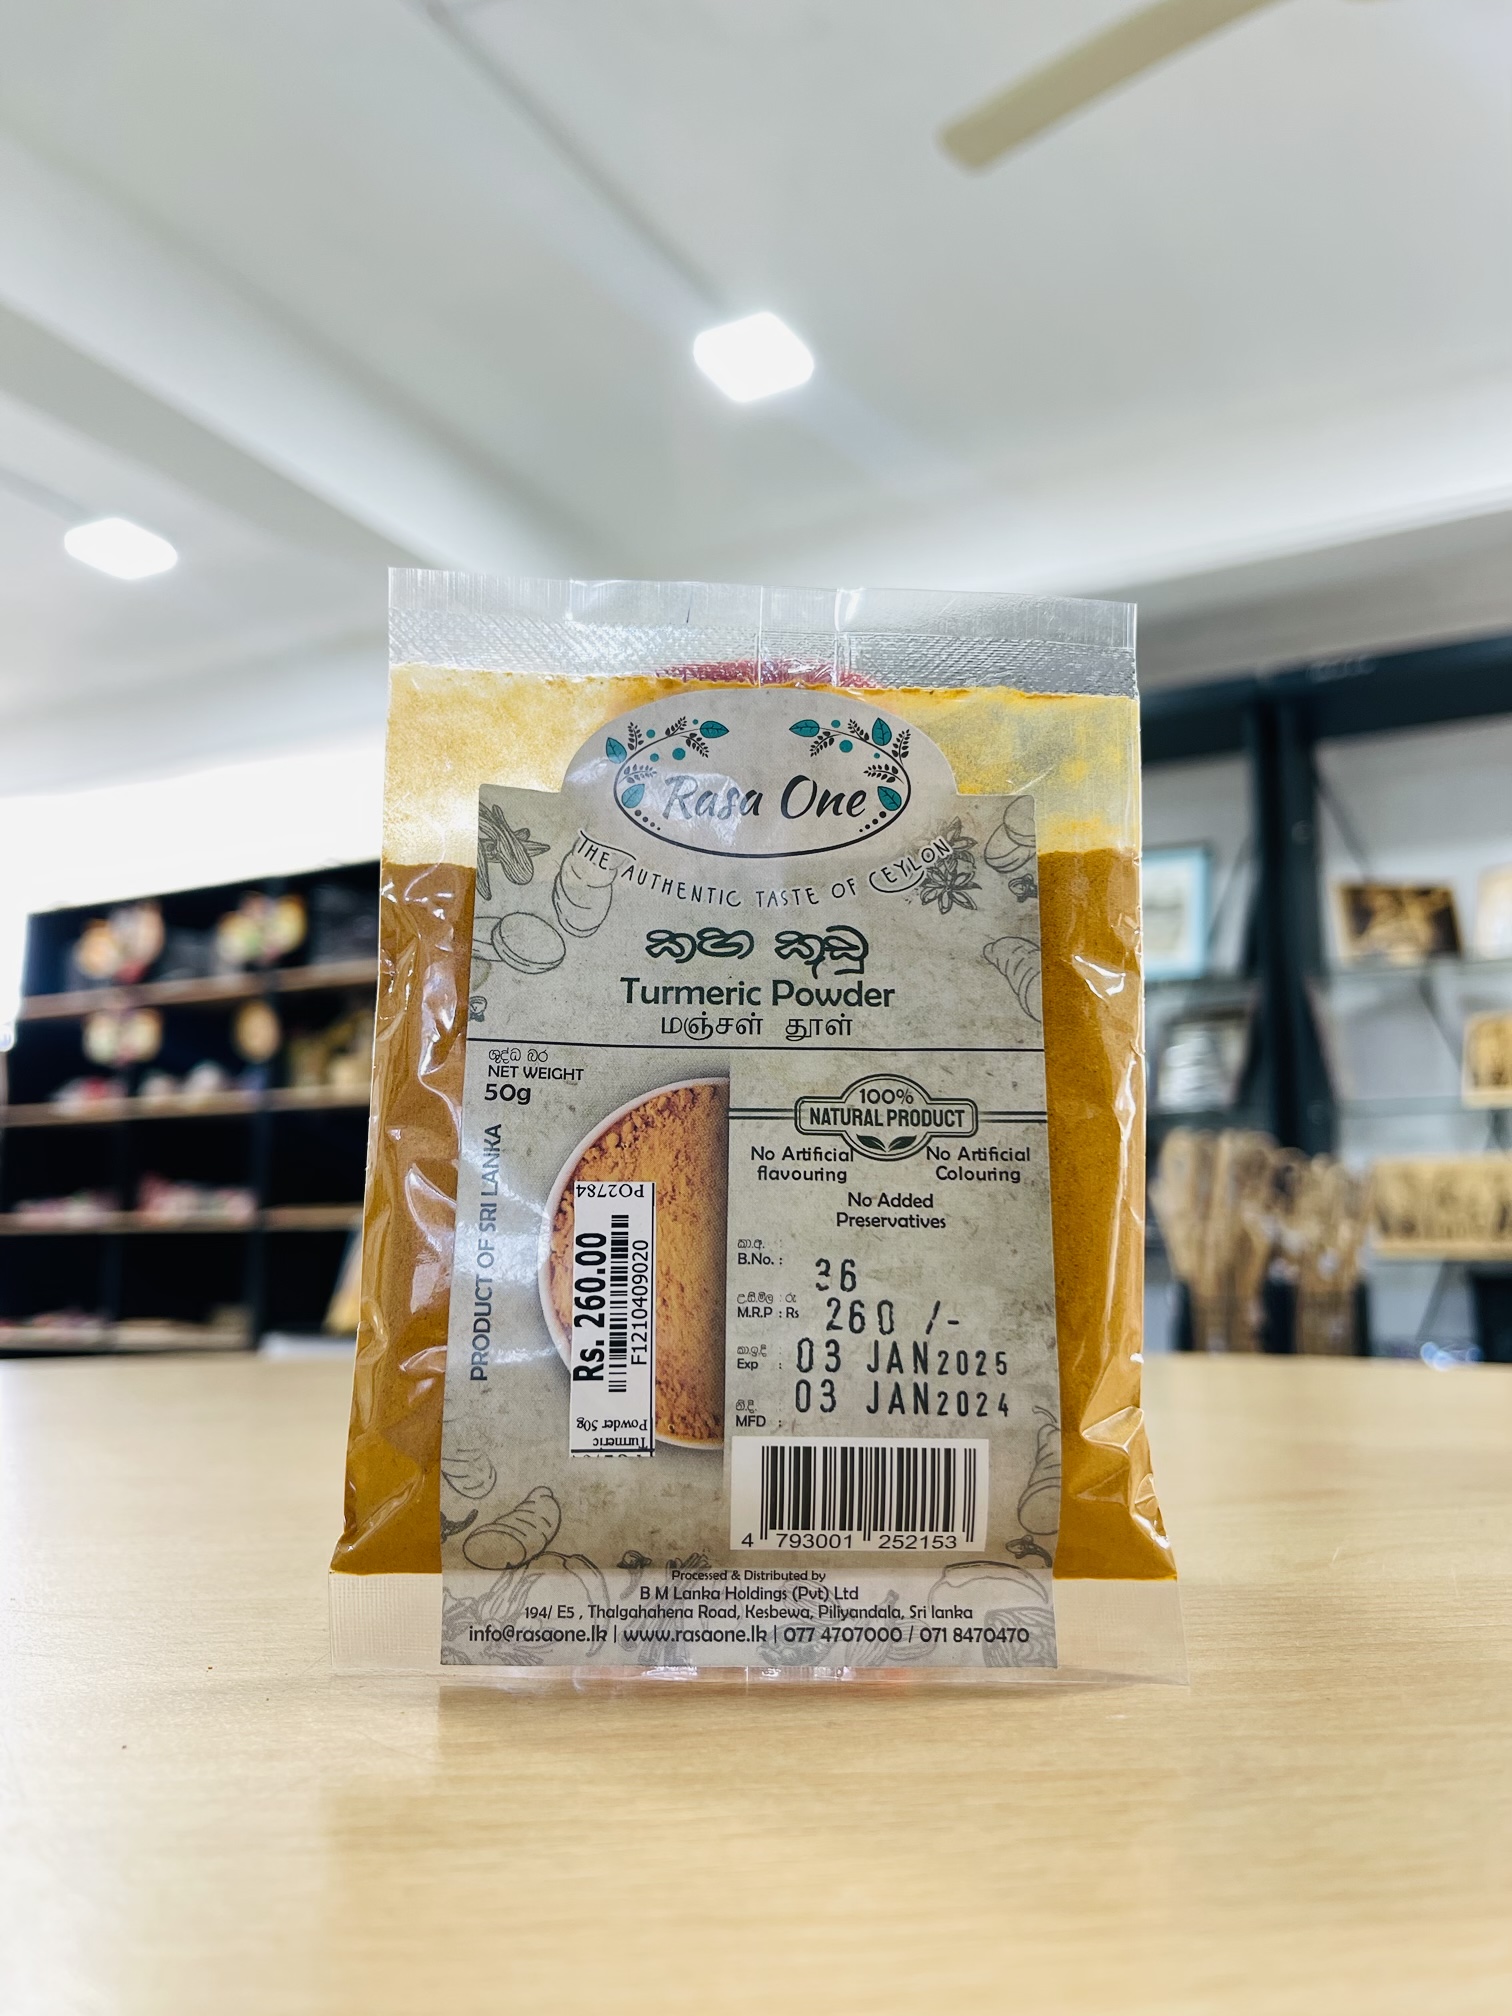 Rasa One
THE AUTHENTIC TASTE OF CEYLON
කහ කුඩු
Turmeric Powder
மஞ்சள் தூள்
ශුද්ධ බර
NET WEIGHT
50g
PRODUCT OF SRI LANKA
100%
NATURAL PRODUCT
No Artificial flavouring
No Artificial Colouring
No Added
Preservatives
B.No. : 36
M.R.P : Rs 260 /-
Exp : 03 JAN 2025
MFD : 03 JAN 2024
PO2784
Rs. 260.00
F1210409020
Turmeric
Powder 50g
4 793001 252153
Processed & Distributed by
B M Lanka Holdings (Pvt) Ltd
194/ E5 , Thalgahahena Road, Kesbewa, Piliyandala, Sri lanka
info@rasaone.lk | www.rasaone.lk | 077 4707000 / 071 8470470